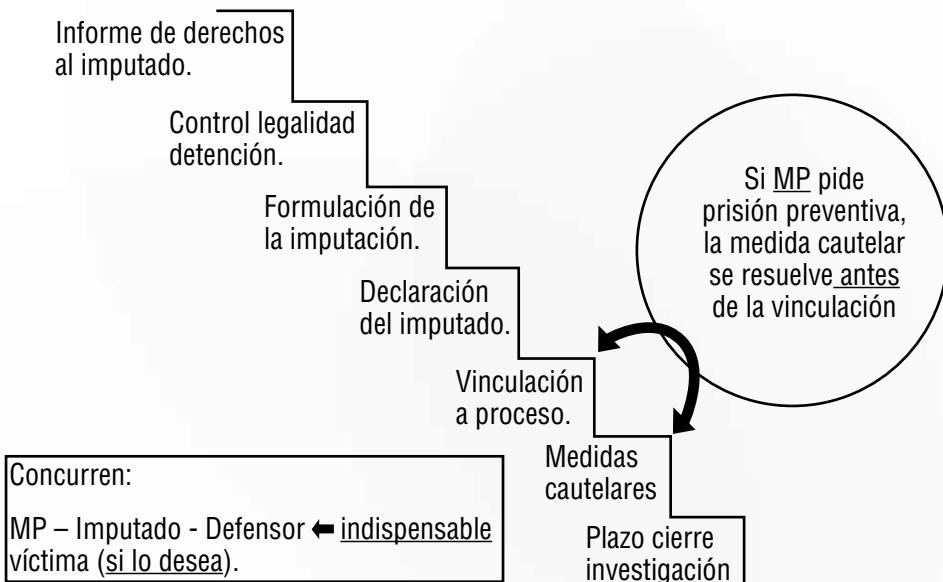 Informe de derechos
al imputado.
Control legalidad
detención.
Formulación de
la imputación.
Declaración
del imputado.
Vinculación
a proceso.
Medidas
cautelares
Plazo cierre
investigación
Si MP pide
prisión preventiva,
la medida cautelar
se resuelve antes
de la vinculación
Concurren:
MP – Imputado - Defensor ⬅ indispensable
víctima (si lo desea).